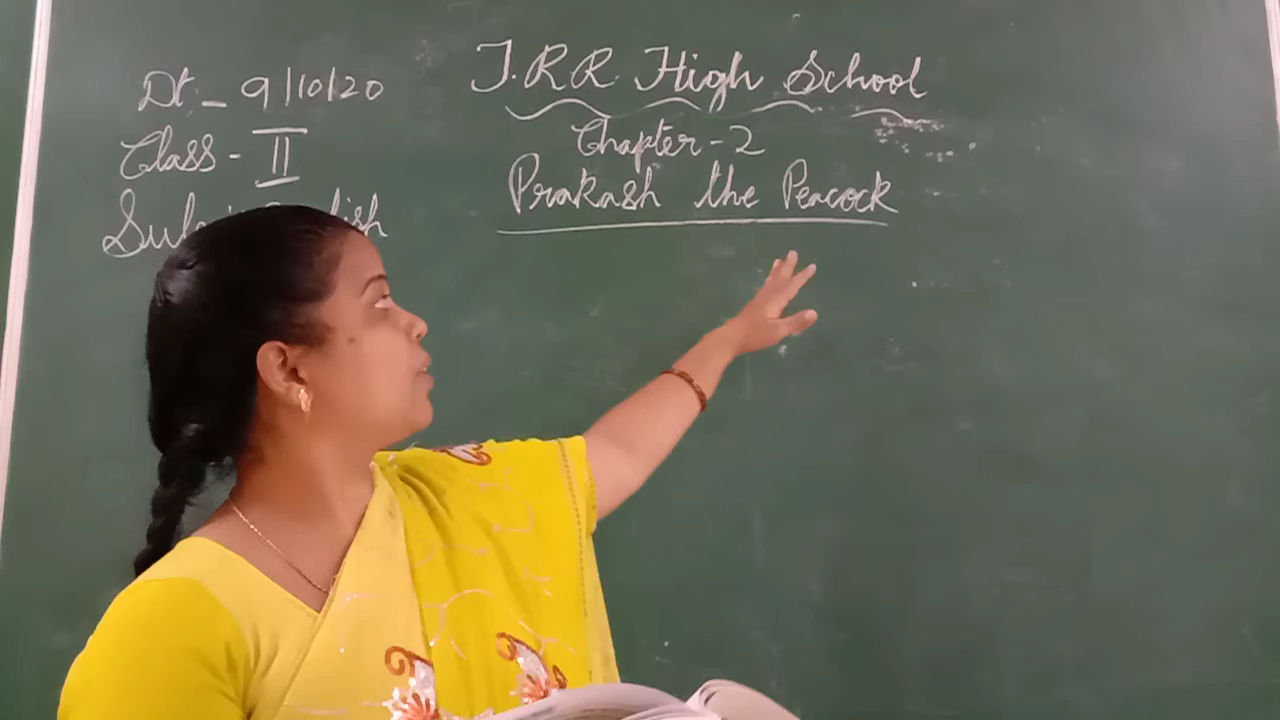 T.R.R. High School
Dt. - 9/10/20
Chapter - 2
Class - II
Prakash the Peacock